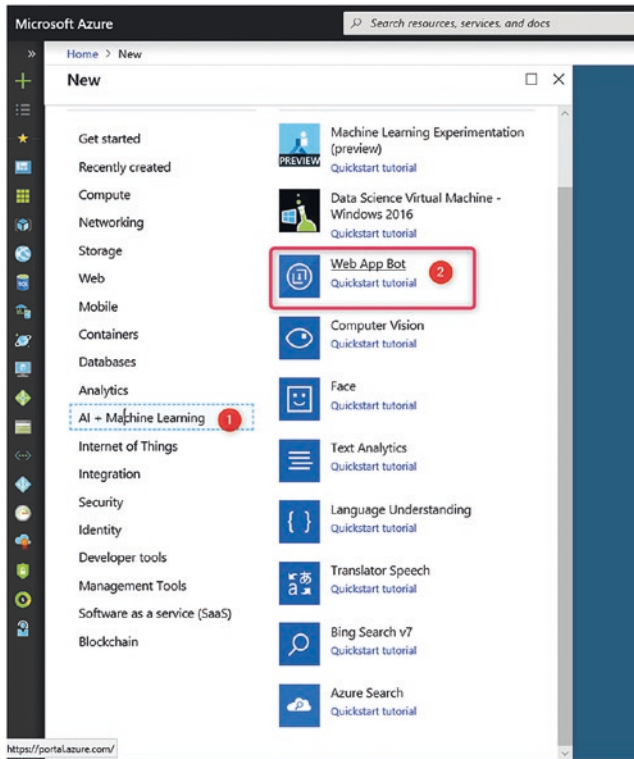 Microsoft Azure
Search resources, services, and docs
»
Home > New
New
Get started
Recently created
Compute
Networking
Storage
Web
Mobile
Containers
Databases
Analytics
AI + Machine Learning
1
Internet of Things
Integration
Security
Identity
Developer tools
Management Tools
Software as a service (SaaS)
Blockchain
PREVIEW
Machine Learning Experimentation
(preview)
Quickstart tutorial
Data Science Virtual Machine -
Windows 2016
Quickstart tutorial
Web App Bot
2
Quickstart tutorial
Computer Vision
Quickstart tutorial
Face
Quickstart tutorial
Text Analytics
Quickstart tutorial
{ }
Language Understanding
Quickstart tutorial
あ
a
Translator Speech
Quickstart tutorial
Bing Search v7
Quickstart tutorial
Azure Search
Quickstart tutorial
https://portal.azure.com/